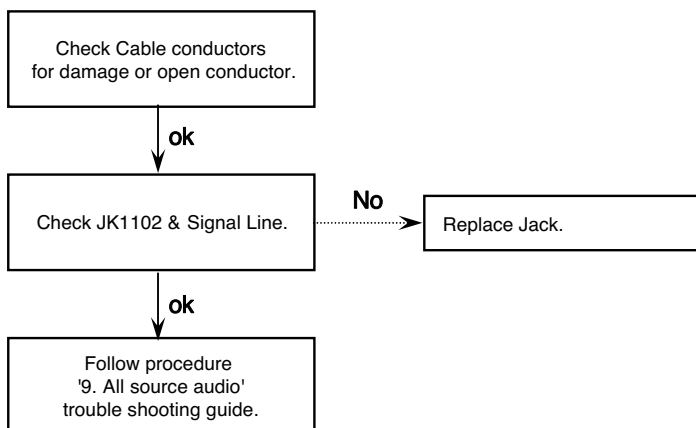 Check Cable conductors
for damage or open conductor.
ok
Check JK1102 & Signal Line.
No
Replace Jack.
ok
Follow procedure
'9. All source audio'
trouble shooting guide.